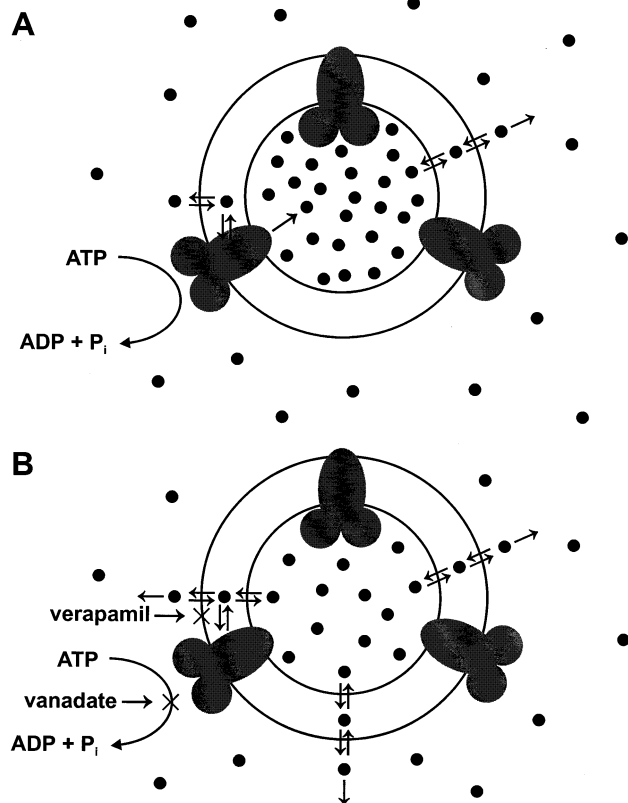 A
ATP
ADP + Pi
B
verapamil
ATP
vanadate
ADP + Pi